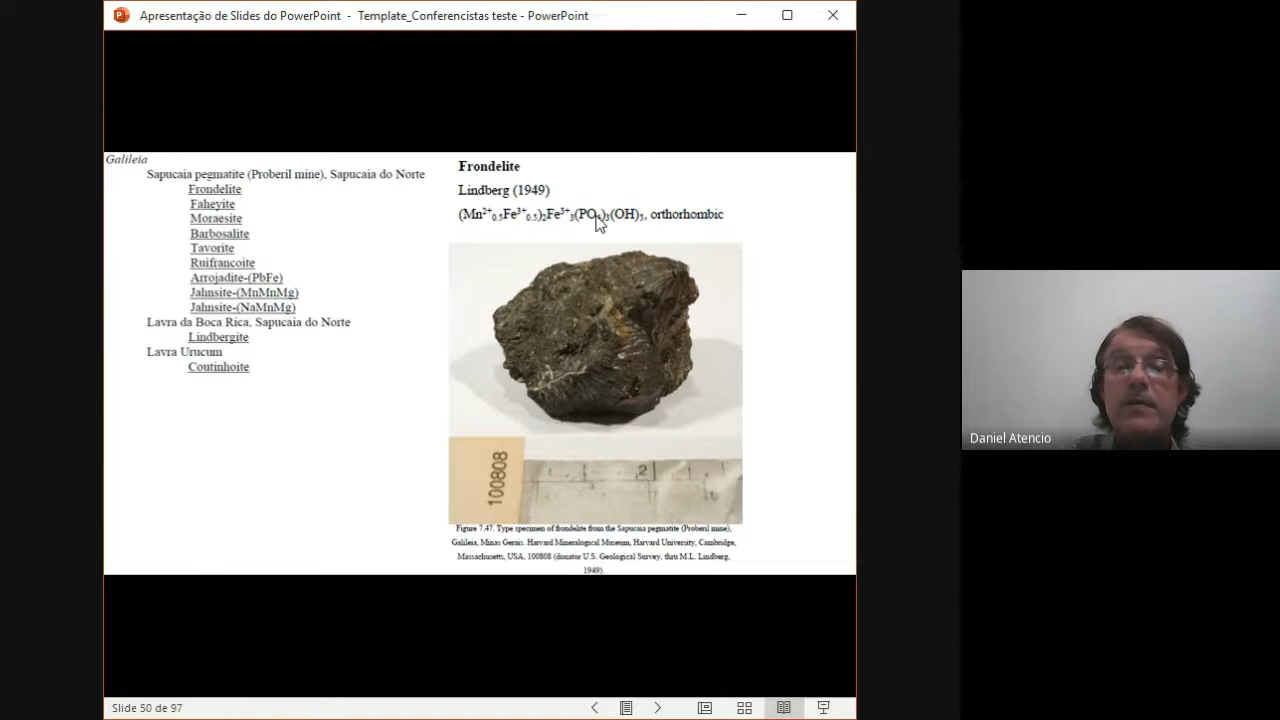 Apresentação de Slides do PowerPoint - Template_Conferencistas teste - PowerPoint
Galileia
Sapucaia pegmatite (Proberil mine), Sapucaia do Norte
Frondelite
Faheyite
Moraesite
Barbosalite
Tavorite
Ruifrancoite
Arrojadite-(PbFe)
Jahnsite-(MnMnMg)
Jahnsite-(NaMnMg)
Lavra da Boca Rica, Sapucaia do Norte
Lindbergite
Lavra Urucum
Coutinhoite
Frondelite
Lindberg (1949)
(Mn²⁺₀.₅Fe³⁺₀.₅)₂Fe³⁺₃(PO₄)₃(OH)₅, orthorhombic
100808
2
Figure 7.47. Type specimen of frondelite from the Sapucaia pegmatite (Proberil mine),
Galileia, Minas Gerais. Harvard Mineralogical Museum, Harvard University, Cambridge,
Massachusetts, USA, 100808 (donator U.S. Geological Survey, thru M.L. Lindberg,
1949).
Daniel Atencio
Slide 50 de 97